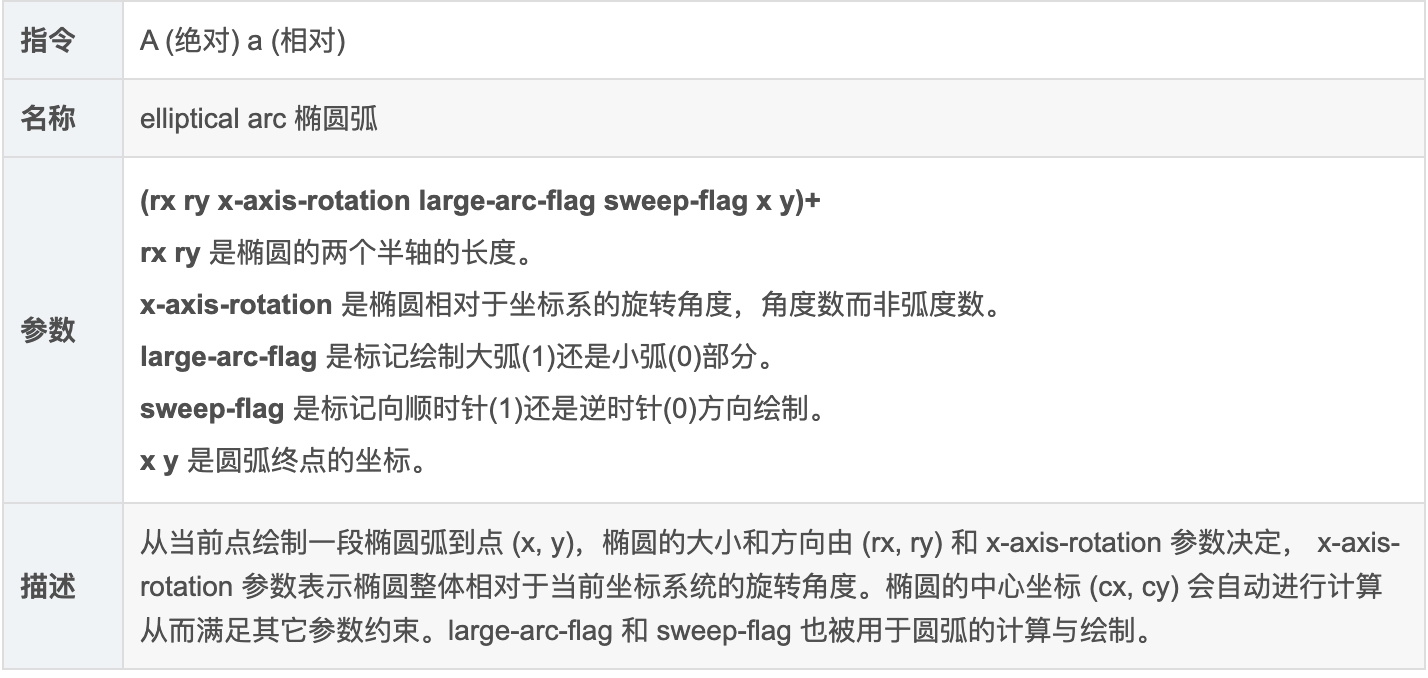 指令 A (绝对) a (相对)
名称 elliptical arc 椭圆弧
参数
(rx ry x-axis-rotation large-arc-flag sweep-flag x y)+
rx ry 是椭圆的两个半轴的长度。
x-axis-rotation 是椭圆相对于坐标系的旋转角度，角度数而非弧度数。
large-arc-flag 是标记绘制大弧(1)还是小弧(0)部分。
sweep-flag 是标记向顺时针(1)还是逆时针(0)方向绘制。
x y 是圆弧终点的坐标。
描述
从当前点绘制一段椭圆弧到点 (x, y)，椭圆的大小和方向由 (rx, ry) 和 x-axis-rotation 参数决定， x-axis-
rotation 参数表示椭圆整体相对于当前坐标系统的旋转角度。椭圆的中心坐标 (cx, cy) 会自动进行计算
从而满足其它参数约束。large-arc-flag 和 sweep-flag 也被用于圆弧的计算与绘制。